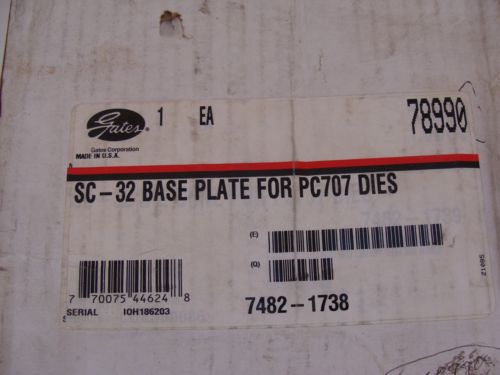 Gates
1 EA 78990
Gates Corporation
MADE IN U.S.A.
SC-32 BASE PLATE FOR PC707 DIES
(E)
(Q)
7 70075 44624 8
7482-1738
SERIAL IOH186203
21085